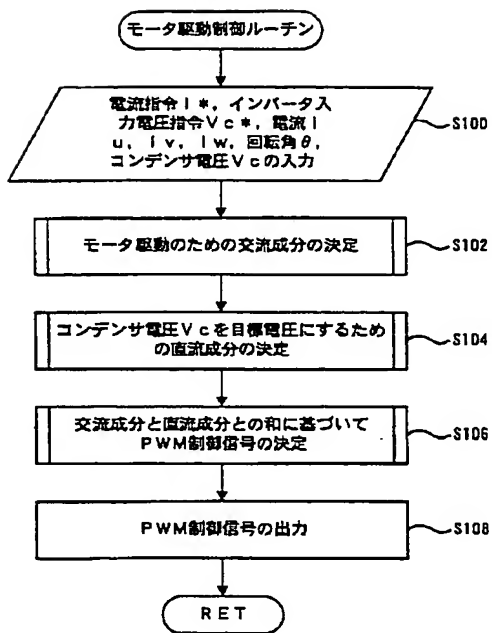 モータ駆動制御ルーチン
電流指令I*，インバータ入
力電圧指令Vc*，電流i
u，iv，iw，回転角θ，
コンデンサ電圧Vcの入力
S100
モータ駆動のための交流成分の決定
S102
コンデンサ電圧Vcを目標電圧にするため
の直流成分の決定
S104
交流成分と直流成分との和に基づいて
PWM制御信号の決定
S106
PWM制御信号の出力
S108
RET